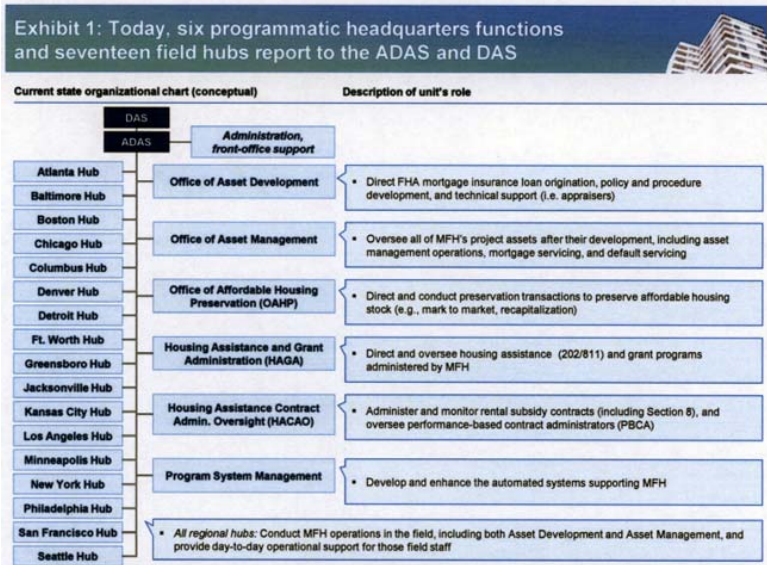 Exhibit 1: Today, six programmatic headquarters functions
and seventeen field hubs report to the ADAS and DAS
Current state organizational chart (conceptual)
Description of unit's role
DAS
ADAS
Administration,
front-office support
Atlanta Hub
Baltimore Hub
Boston Hub
Chicago Hub
Columbus Hub
Denver Hub
Detroit Hub
Ft. Worth Hub
Greensboro Hub
Jacksonville Hub
Kansas City Hub
Los Angeles Hub
Minneapolis Hub
New York Hub
Philadelphia Hub
San Francisco Hub
Seattle Hub
Office of Asset Development
• Direct FHA mortgage insurance loan origination, policy and procedure
development, and technical support (i.e. appraisers)
Office of Asset Management
• Oversee all of MFH's project assets after their development, including asset
management operations, mortgage servicing, and default servicing
Office of Affordable Housing
Preservation (OAHP)
• Direct and conduct preservation transactions to preserve affordable housing
stock (e.g., mark to market, recapitalization)
Housing Assistance and Grant
Administration (HAGA)
• Direct and oversee housing assistance (202/811) and grant programs
administered by MFH
Housing Assistance Contract
Admin. Oversight (HACAO)
• Administer and monitor rental subsidy contracts (including Section 8), and
oversee performance-based contract administrators (PBCA)
Program System Management
• Develop and enhance the automated systems supporting MFH
• All regional hubs: Conduct MFH operations in the field, including both Asset Development and Asset Management, and
provide day-to-day operational support for those field staff